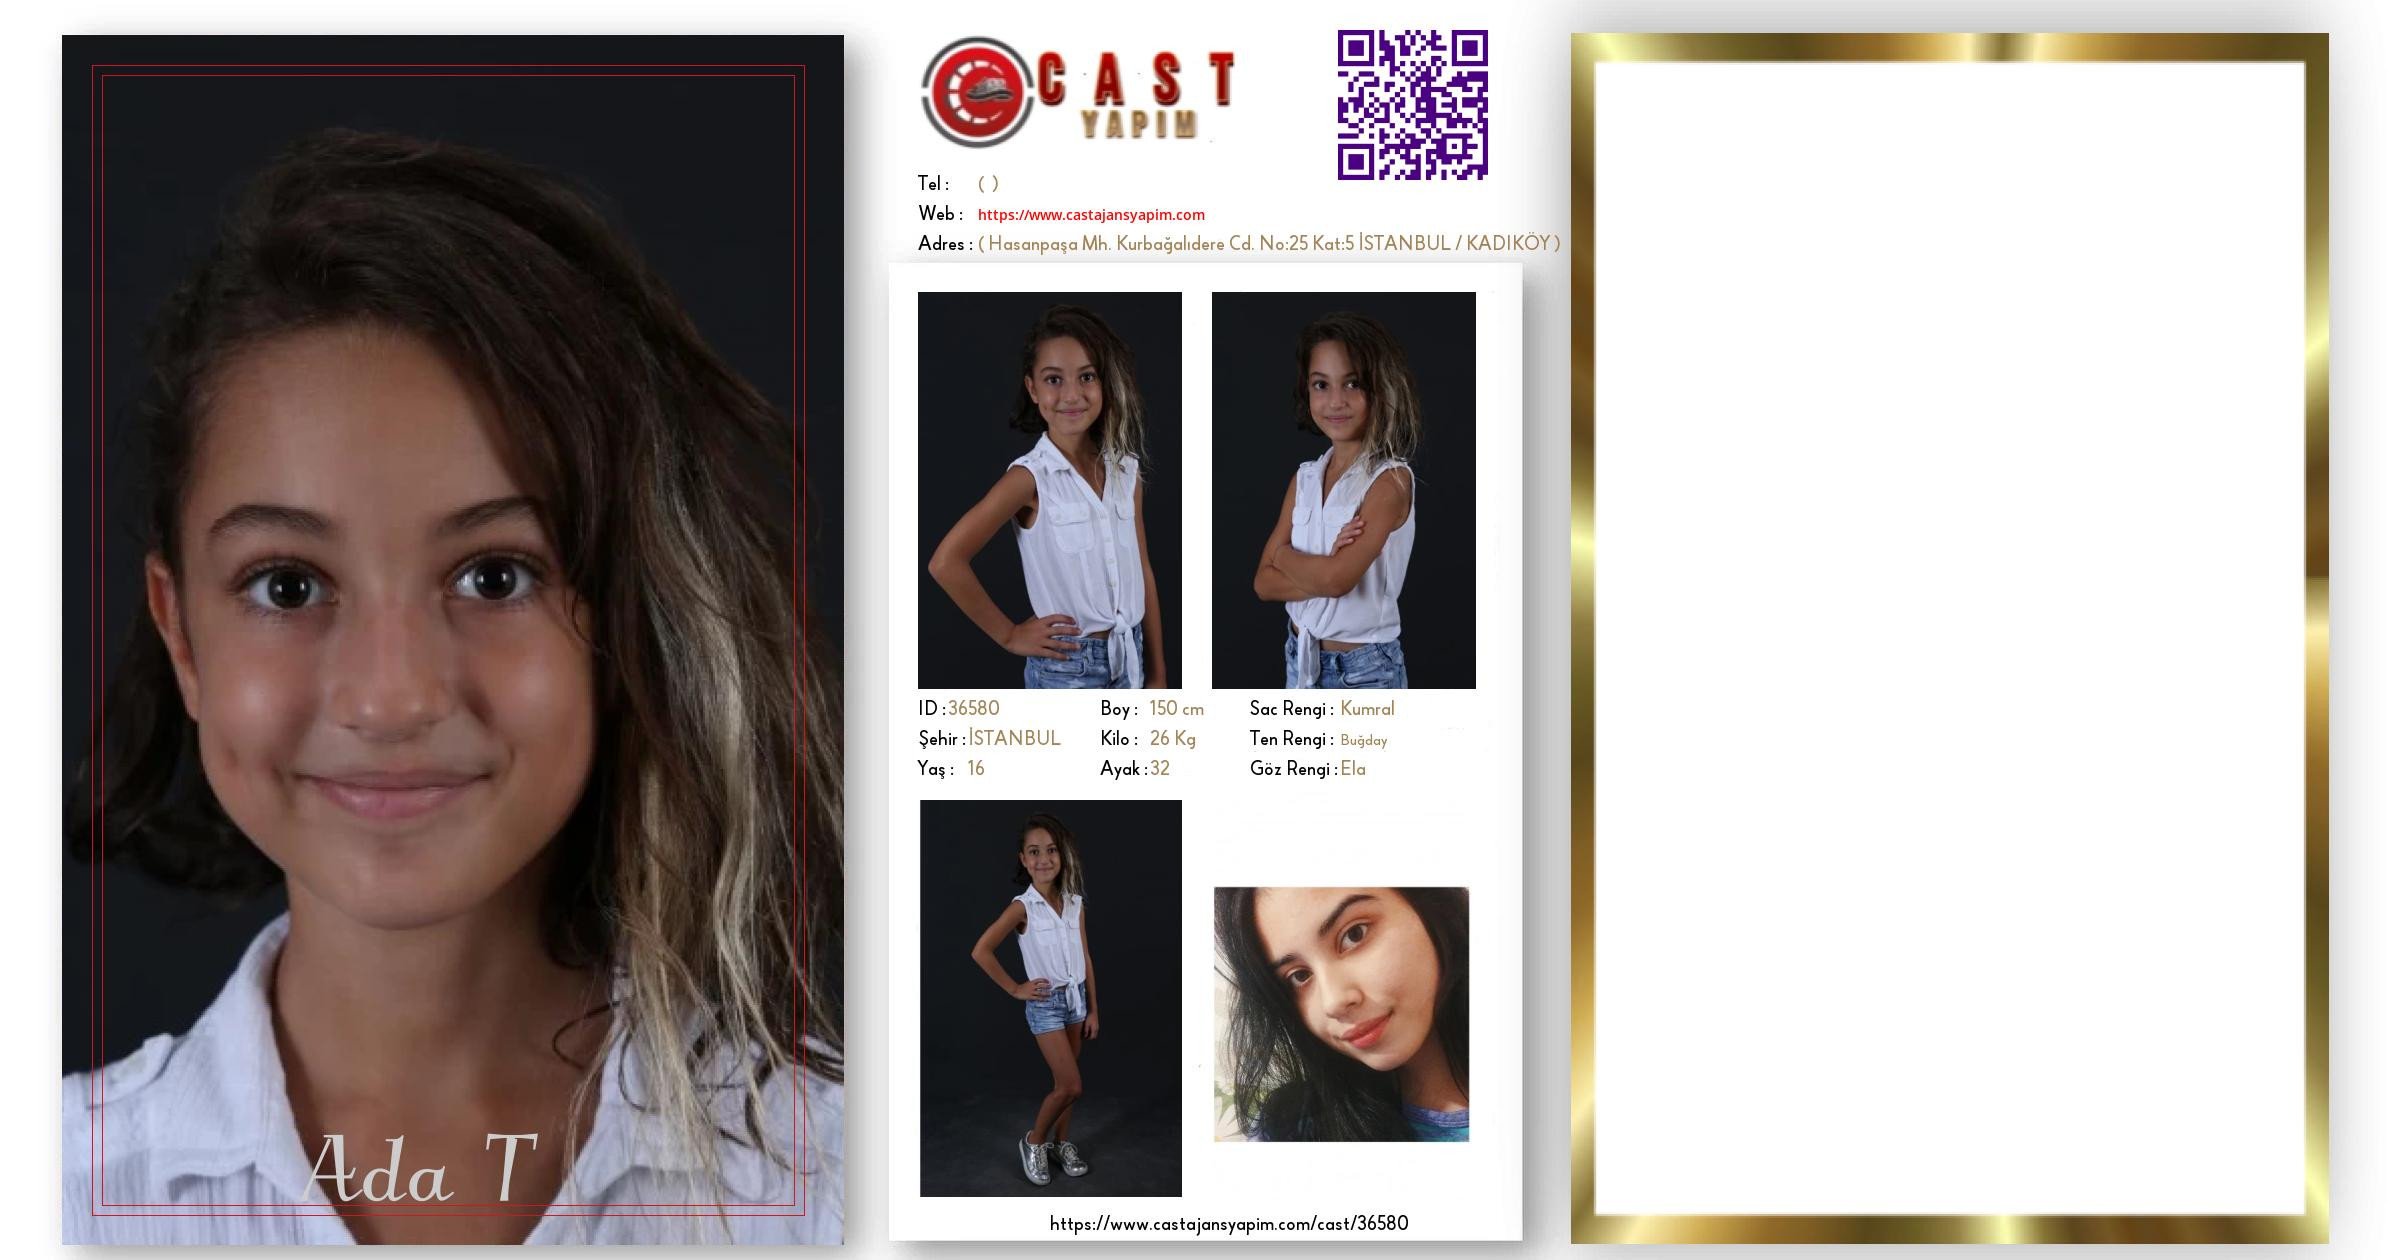 Ada T
CAST
YAPIM
Tel : ( )
Web : https://www.castajansyapim.com
Adres : ( Hasanpaşa Mh. Kurbağalıdere Cd. No:25 Kat:5 İSTANBUL / KADIKÖY )
ID : 36580 Boy : 150 cm Sac Rengi : Kumral
Şehir : İSTANBUL Kilo : 26 Kg Ten Rengi : Buğday
Yaş : 16 Ayak : 32 Göz Rengi : Ela
https://www.castajansyapim.com/cast/36580